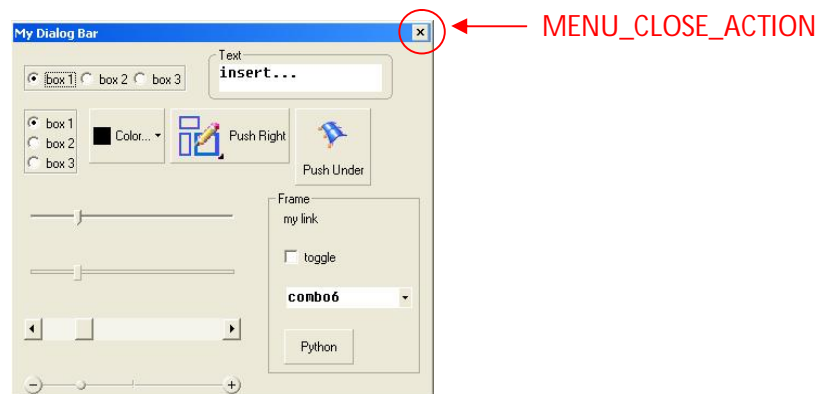 MENU_CLOSE_ACTION
My Dialog Bar
Text
insert...
box 1 box 2 box 3
box 1
box 2
box 3
Color...
Push Right
Push Under
Frame
my link
toggle
combo6
Python